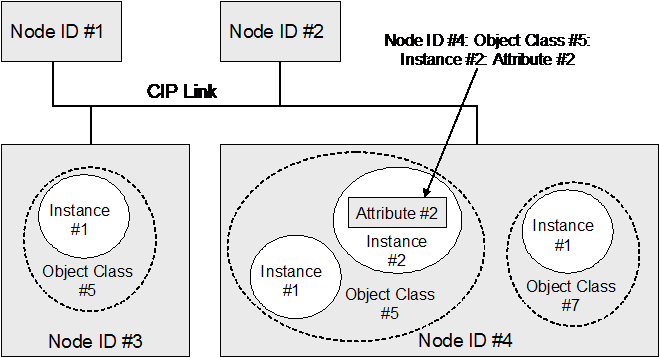 Node ID #1
Node ID #2
Node ID #4: Object Class #5:
Instance #2: Attribute #2
CIP Link
Instance
#1
Object Class
#5
Node ID #3
Attribute #2
Instance
#2
Instance
#1
Object Class
#5
Instance
#1
Object Class
#7
Node ID #4